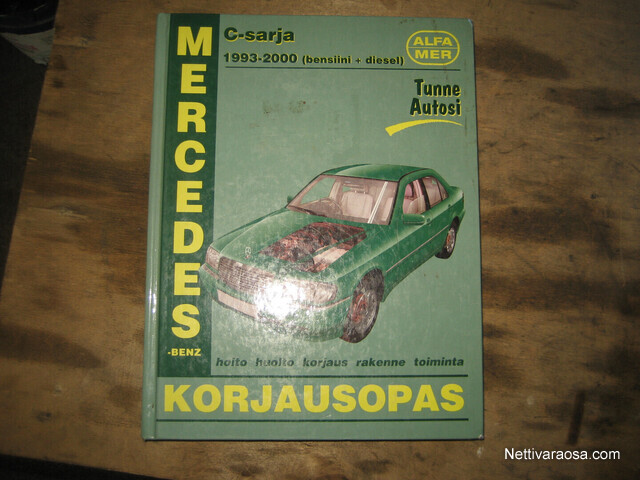 MERCEDES
-BENZ
C-sarja
1993-2000 (bensiini + diesel)
ALFA
MER
Tunne
Autosi
hoito huolto korjaus rakenne toiminta
KORJAUSOPAS
Nettivaraosa.com